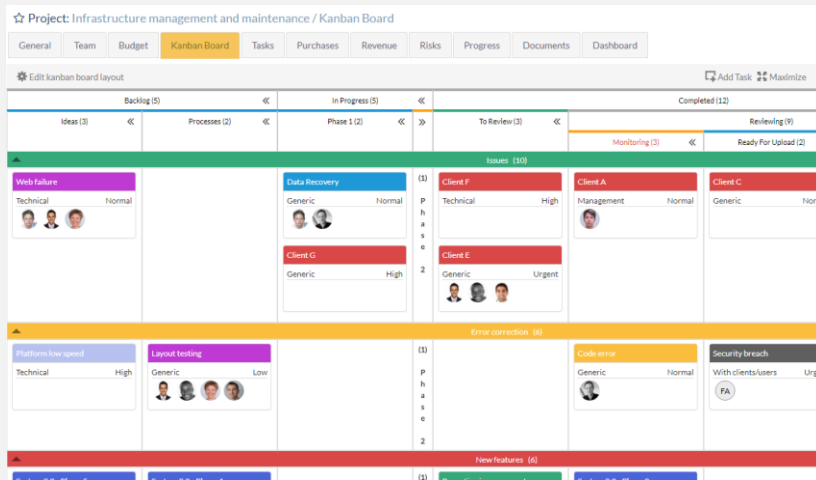 Project: Infrastructure management and maintenance / Kanban Board
General Team Budget Kanban Board Tasks Purchases Revenue Risks Progress Documents Dashboard
Edit kanban board layout Add Task Maximize
Backlog (5) In Progress (5) Completed (12)
Ideas (3) Processes (2) Phase 1 (2) To Review (3) Reviewing (9)
Monitoring (3) Ready For Upload (2)
Issues (10)
Web failure Data Recovery (1) Client F Client A Client C
Technical Normal Generic Normal Phase 2 Technical High Management Normal Generic Nor
Client G Client E
Generic High Generic Urgent
Error correction (6)
Platform low speed Layout testing (1) Code error Security breach
Technical High Generic Low Phase 2 Generic Normal With clients/users Urg
FA
New features (6)
(1)